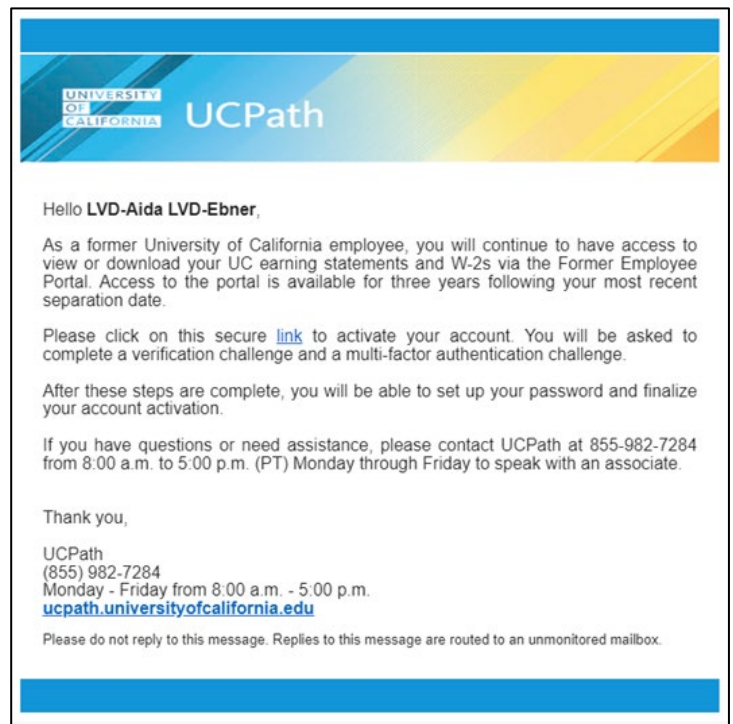 UNIVERSITY
OF
CALIFORNIA
UCPath
Hello LVD-Aida LVD-Ebner,
As a former University of California employee, you will continue to have access to
view or download your UC earning statements and W-2s via the Former Employee
Portal. Access to the portal is available for three years following your most recent
separation date.
Please click on this secure link to activate your account. You will be asked to
complete a verification challenge and a multi-factor authentication challenge.
After these steps are complete, you will be able to set up your password and finalize
your account activation.
If you have questions or need assistance, please contact UCPath at 855-982-7284
from 8:00 a.m. to 5:00 p.m. (PT) Monday through Friday to speak with an associate.
Thank you,
UCPath
(855) 982-7284
Monday - Friday from 8:00 a.m. - 5:00 p.m.
ucpath.universityofcalifornia.edu
Please do not reply to this message. Replies to this message are routed to an unmonitored mailbox.